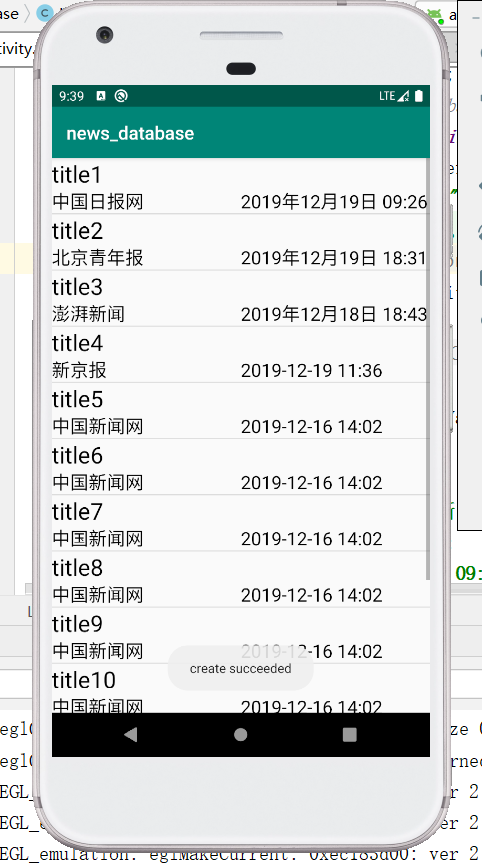 9:39
LTE
news_database
title1
中国日报网 2019年12月19日 09:26
title2
北京青年报 2019年12月19日 18:31
title3
澎湃新闻 2019年12月18日 18:43
title4
新京报 2019-12-19 11:36
title5
中国新闻网 2019-12-16 14:02
title6
中国新闻网 2019-12-16 14:02
title7
中国新闻网 2019-12-16 14:02
title8
中国新闻网 2019-12-16 14:02
title9
中国新闻网 2019-12-16 14:02
create succeeded
title10
中国新闻网 2019-12-16 14:02
EGL_emulation: eglMakeCurrent: 0xec183d00: ver 2